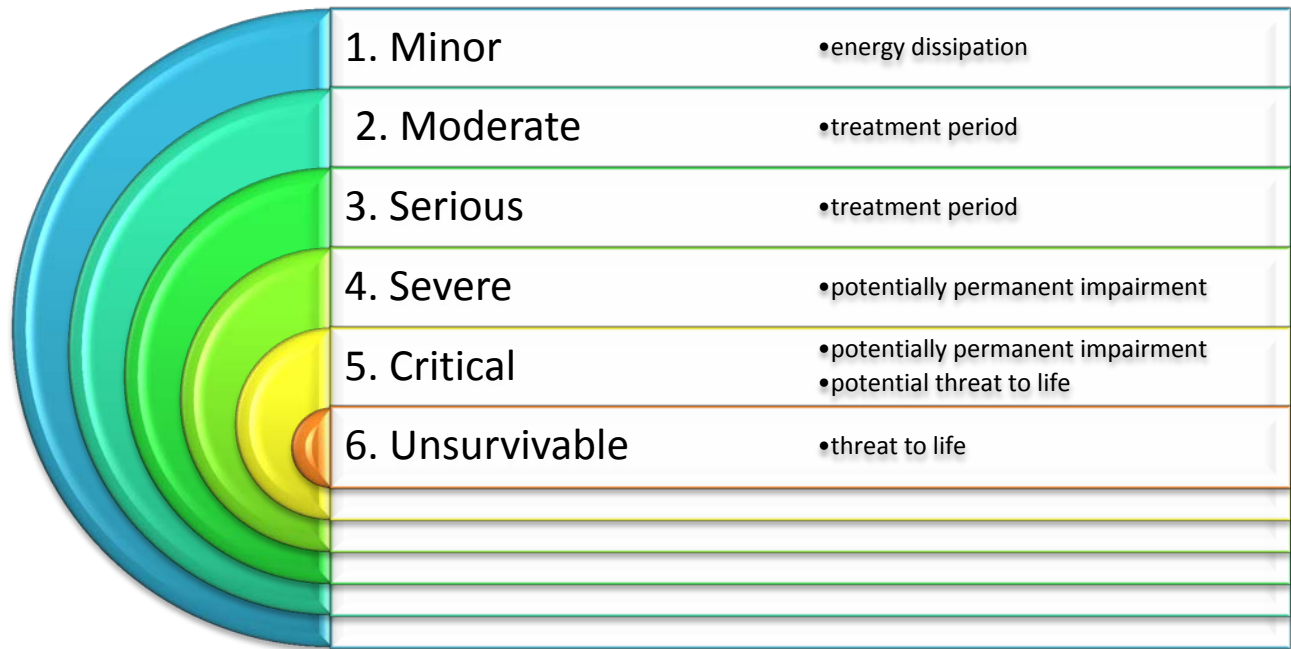 1. Minor
•energy dissipation
2. Moderate
•treatment period
3. Serious
•treatment period
4. Severe
•potentially permanent impairment
5. Critical
•potentially permanent impairment
•potential threat to life
6. Unsurvivable
•threat to life